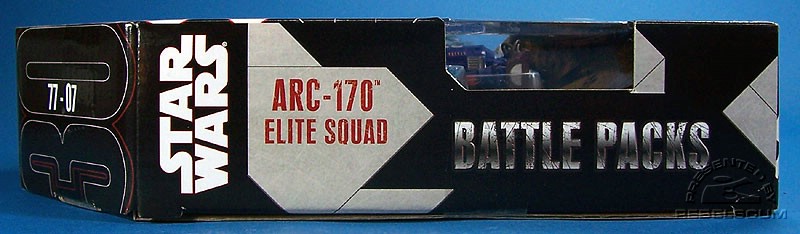 30
77-07
STAR
WARS
ARC-170™
ELITE SQUAD
BATTLE PACKS
PRESENTED BY
REBELSCUM